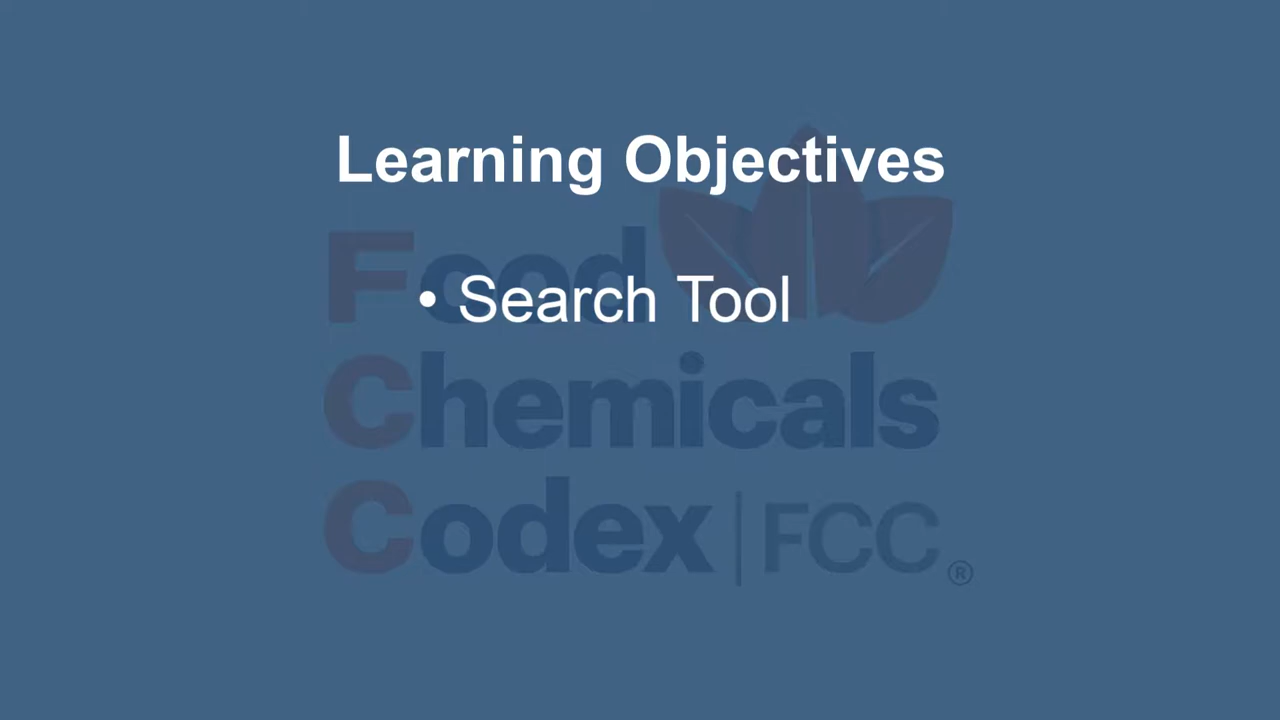 Learning Objectives
• Search Tool
Food
Chemicals
Codex | FCC®